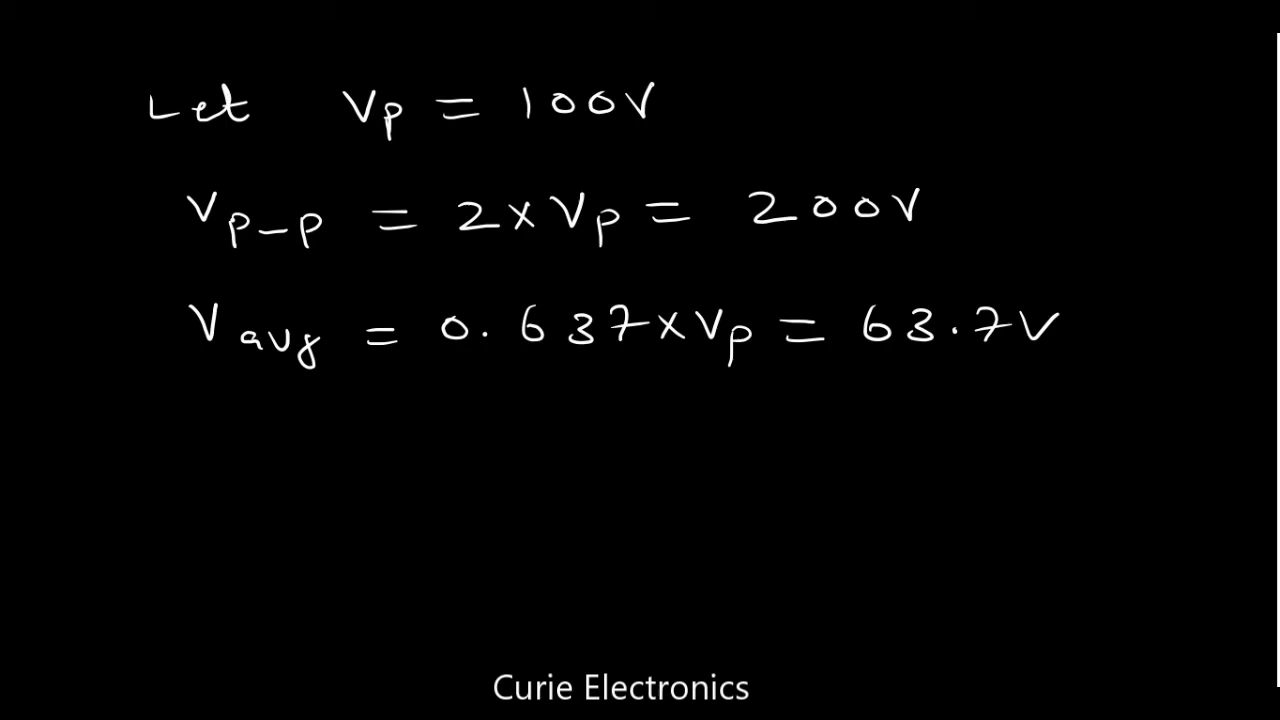 Let Vp = 100V
Vp-p = 2xVp = 200V
Vavg = 0.637xVp = 63.7V
Curie Electronics